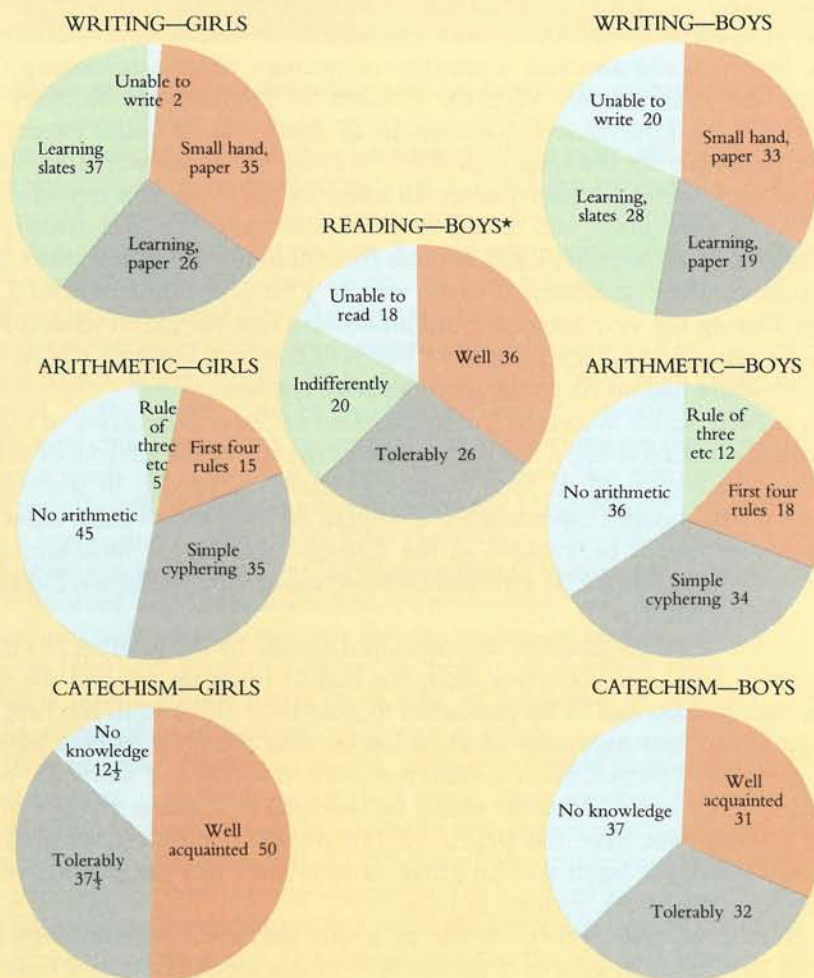 WRITING—GIRLS
Unable to
write 2
Learning
slates 37
Small hand,
paper 35
Learning,
paper 26
WRITING—BOYS
Unable to
write 20
Small hand,
paper 33
Learning,
slates 28
Learning,
paper 19
READING—BOYS★
Unable to
read 18
Well 36
Indifferently
20
Tolerably 26
ARITHMETIC—GIRLS
Rule
of
three
etc
5
First four
rules 15
No arithmetic
45
Simple
cyphering 35
ARITHMETIC—BOYS
Rule of
three
etc 12
No arithmetic
36
First four
rules 18
Simple
cyphering 34
CATECHISM—GIRLS
No
knowledge
12½
Well
acquainted 50
Tolerably
37½
CATECHISM—BOYS
Well
acquainted
31
No knowledge
37
Tolerably 32